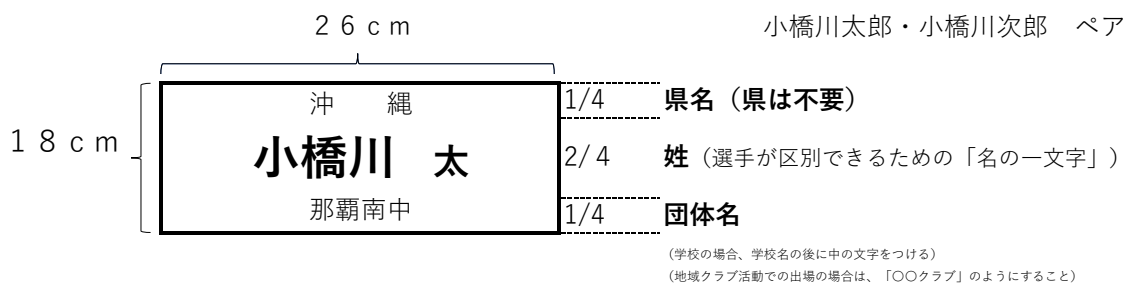 ２６ｃｍ
小橋川太郎・小橋川次郎　ペア
１８ｃｍ
沖　縄
1/4
県名（県は不要）
小橋川　太
2/4
姓（選手が区別できるための「名の一文字」）
那覇南中
1/4
団体名
（学校の場合、学校名の後に中の文字をつける）
（地域クラブ活動での出場の場合は、「〇〇クラブ」のようにすること）